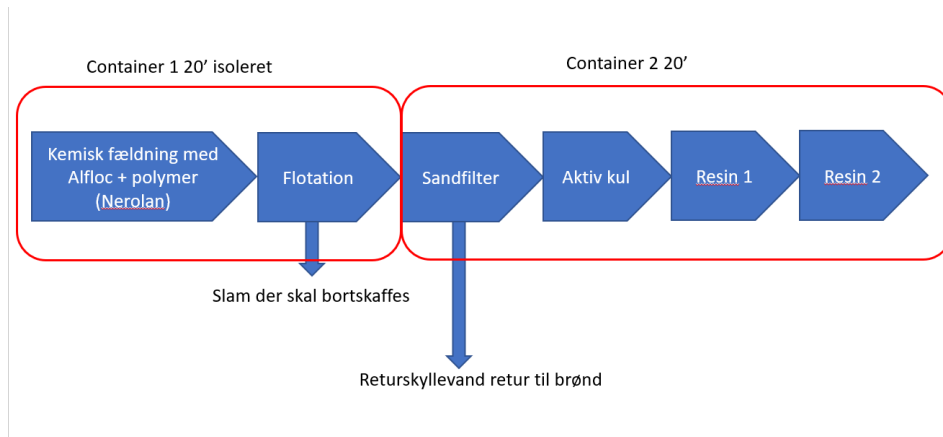 Container 1 20' isoleret
Container 2 20'
Kemisk fældning med
Alfloc + polymer
(Nerolan)
Flotation
Sandfilter
Aktiv kul
Resin 1
Resin 2
Slam der skal bortskaffes
Returskyllevand retur til brønd